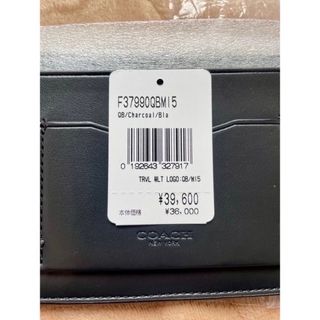 F37990QBMI5
QB/Charcoal/Bla
0 192643 327917
TRVL WLT LOGO:QB/MI5
¥39,600
本体価格 ¥36,000
COACH
NEW YORK